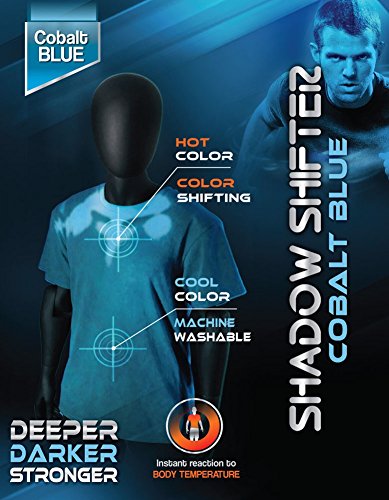 Cobalt
BLUE
HOT
COLOR
COLOR
SHIFTING
COOL
COLOR
MACHINE
WASHABLE
SHADOW SHIFTER
COBALT BLUE
DEEPER
DARKER
STRONGER
Instant reaction to
BODY TEMPERATURE